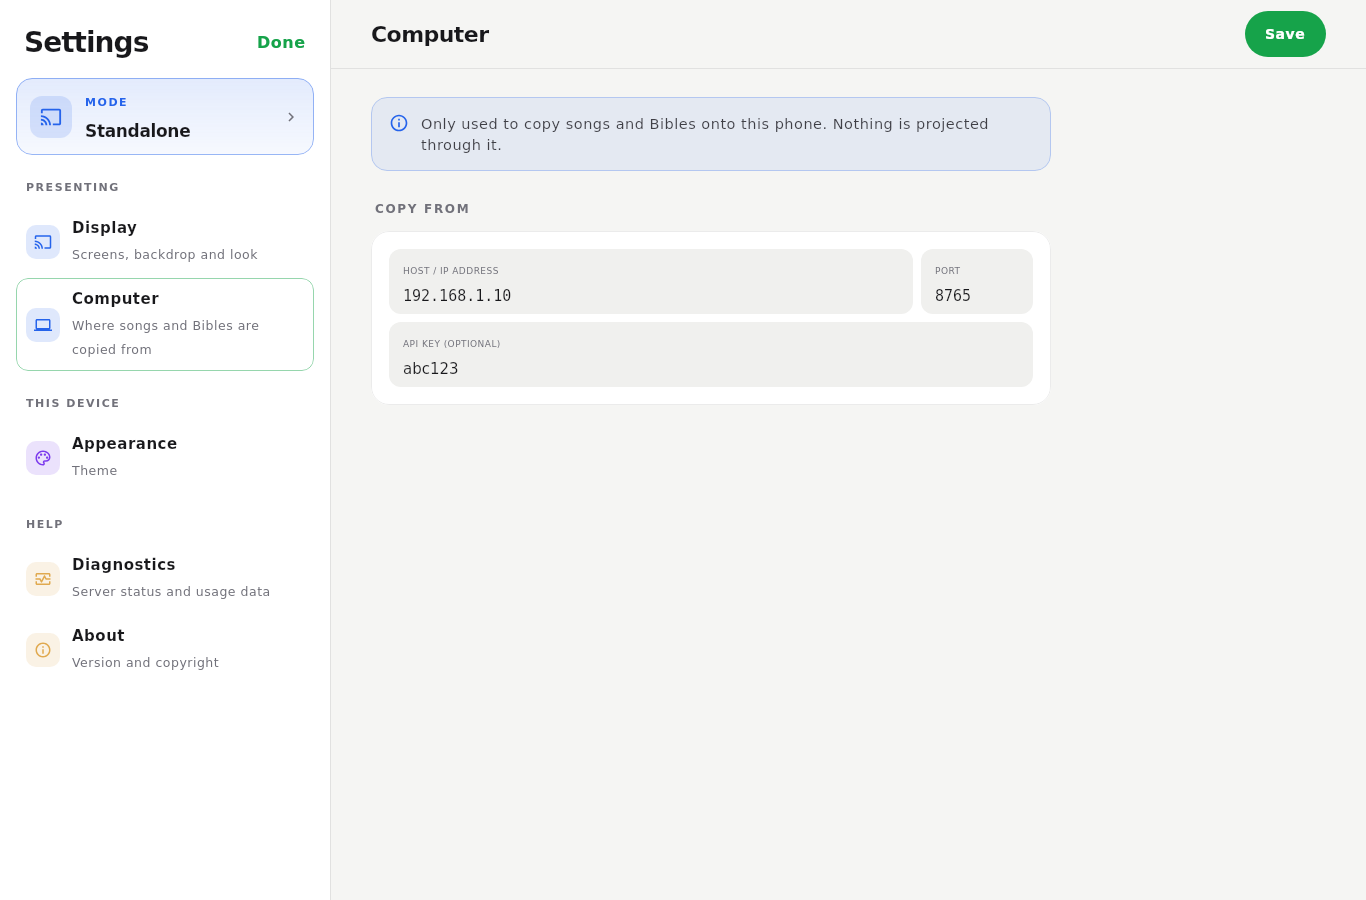 Settings
Done
MODE
Standalone
PRESENTING
Display
Screens, backdrop and look
Computer
Where songs and Bibles are
copied from
THIS DEVICE
Appearance
Theme
HELP
Diagnostics
Server status and usage data
About
Version and copyright
Computer
Save
Only used to copy songs and Bibles onto this phone. Nothing is projected
through it.
COPY FROM
HOST / IP ADDRESS
192.168.1.10
PORT
8765
API KEY (OPTIONAL)
abc123